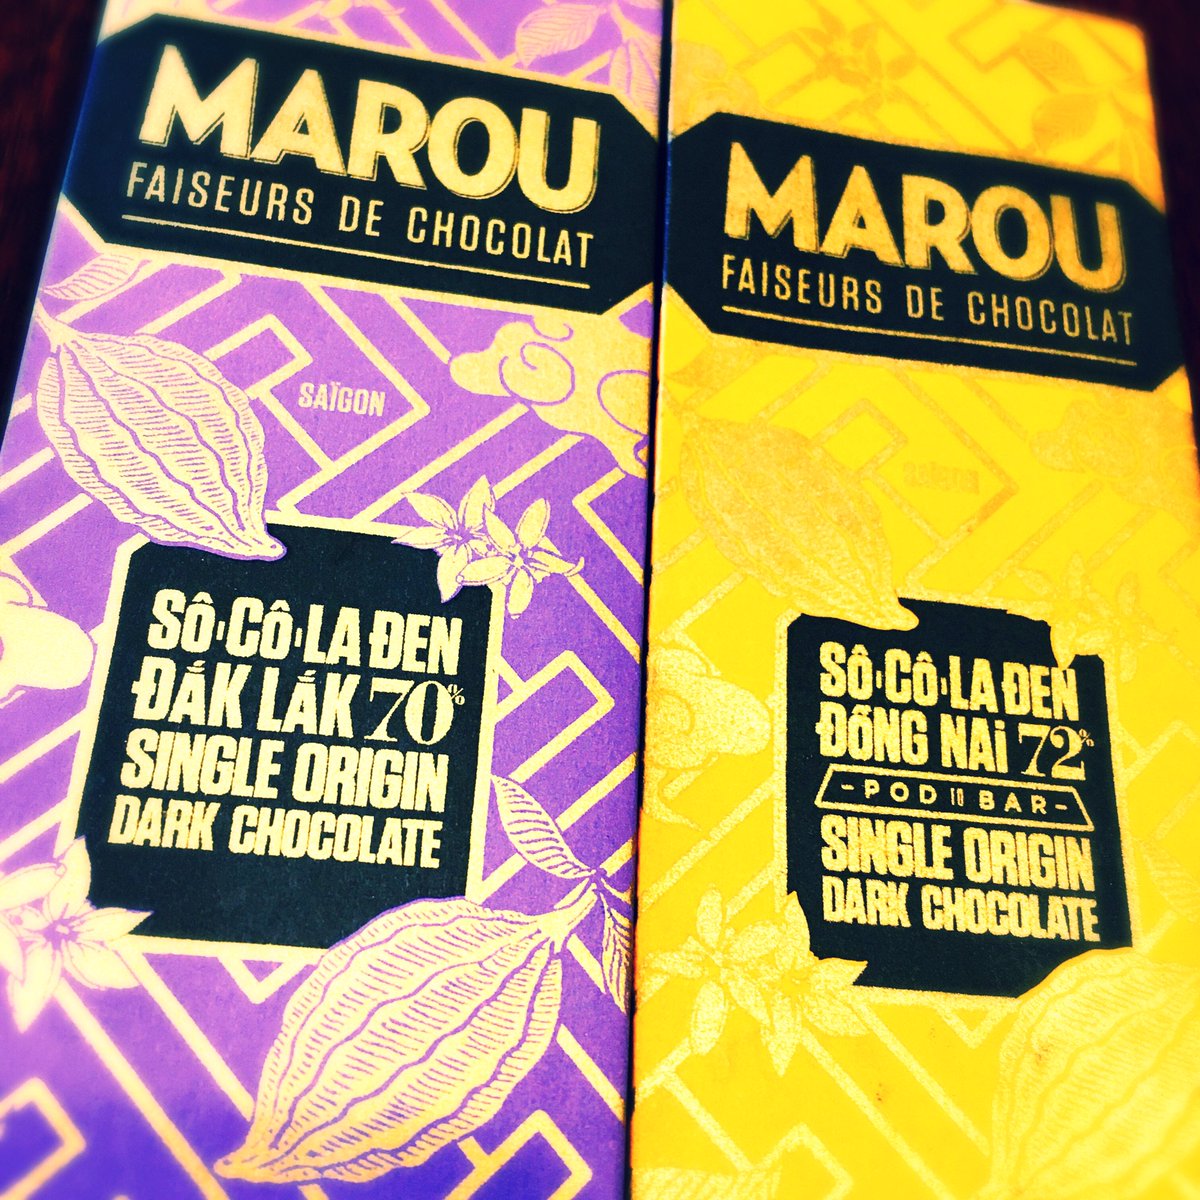 MAROU
FAISEURS DE CHOCOLAT
SAÏGON
SÔ·CÔ·LA ĐEN
ĐẮK LẮK 70%
SINGLE ORIGIN
DARK CHOCOLATE
MAROU
FAISEURS DE CHOCOLAT
SÔ·CÔ·LA ĐEN
ĐỒNG NAi 72%
-POD TO BAR-
SINGLE ORIGIN
DARK CHOCOLATE